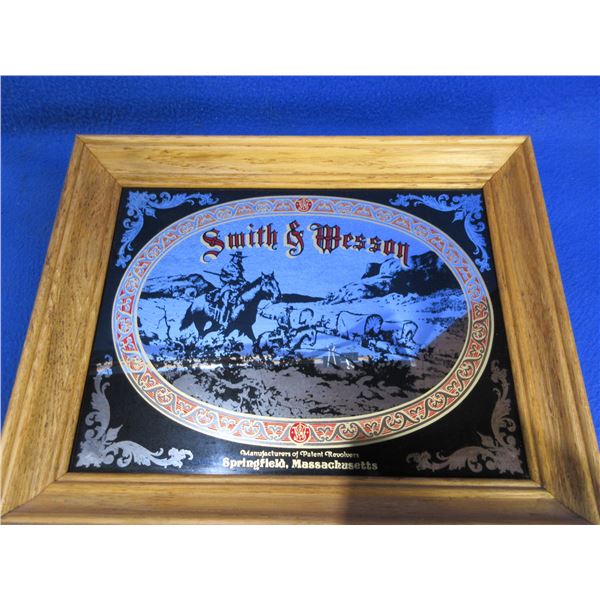 Smith & Wesson
Manufacturers of Patent Revolvers
Springfield, Massachusetts